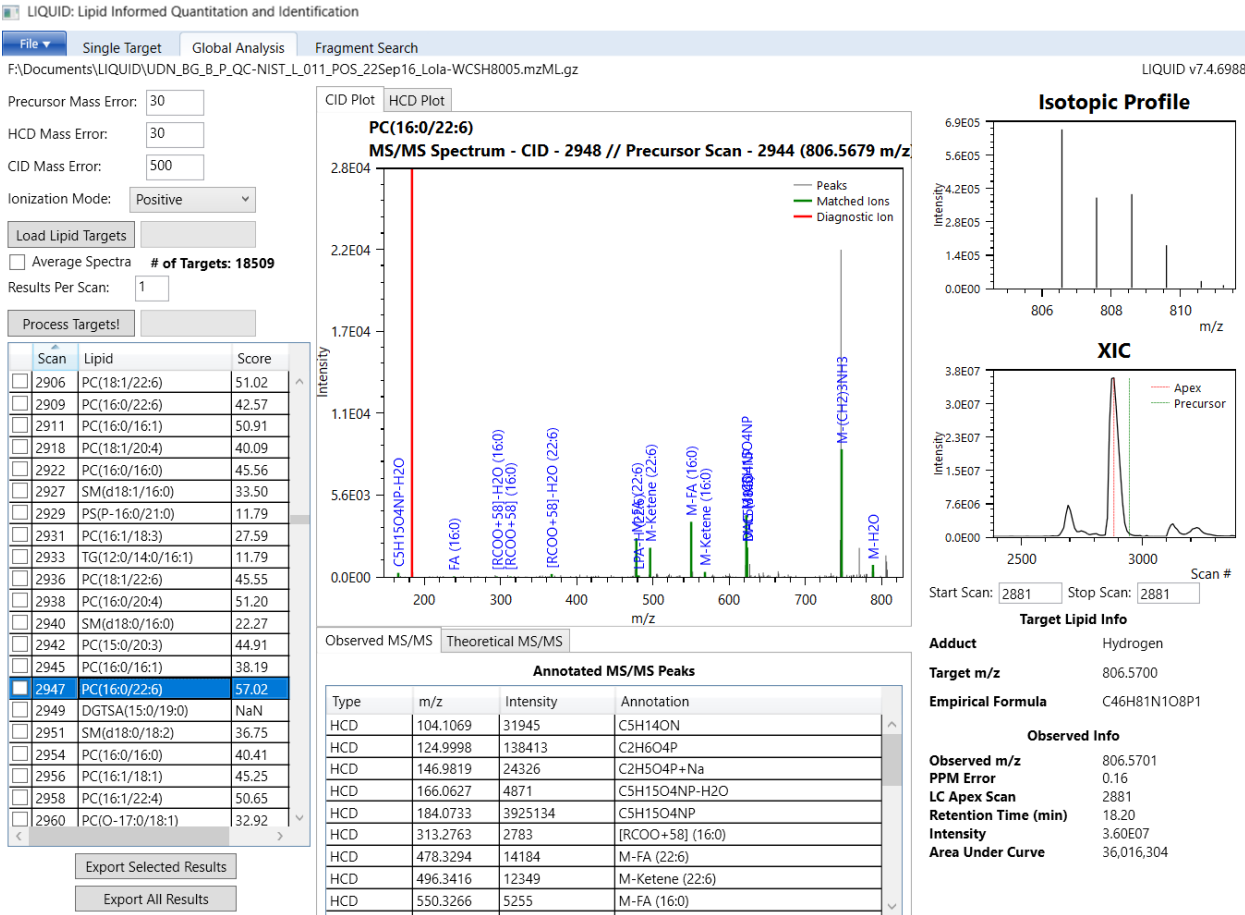 LIQUID: Lipid Informed Quantitation and Identification
File ▾ Single Target Global Analysis Fragment Search
F:\Documents\LIQUID\UDN_BG_B_P_QC-NIST_L_011_POS_22Sep16_Lola-WCSH8005.mzML.gz
LIQUID v7.4.6988
Precursor Mass Error: 30
HCD Mass Error: 30
CID Mass Error: 500
Ionization Mode: Positive
Load Lipid Targets
Average Spectra # of Targets: 18509
Results Per Scan: 1
Process Targets!
Scan Lipid Score
2906 PC(18:1/22:6) 51.02
2909 PC(16:0/22:6) 42.57
2911 PC(16:0/16:1) 50.91
2918 PC(18:1/20:4) 40.09
2922 PC(16:0/16:0) 45.56
2927 SM(d18:1/16:0) 33.50
2929 PS(P-16:0/21:0) 11.79
2931 PC(16:1/18:3) 27.59
2933 TG(12:0/14:0/16:1) 11.79
2936 PC(18:1/22:6) 45.55
2938 PC(16:0/20:4) 51.20
2940 SM(d18:0/16:0) 22.27
2942 PC(15:0/20:3) 44.91
2945 PC(16:0/16:1) 38.19
2947 PC(16:0/22:6) 57.02
2949 DGTSA(15:0/19:0) NaN
2951 SM(d18:0/18:2) 36.75
2954 PC(16:0/16:0) 40.41
2956 PC(16:1/18:1) 45.25
2958 PC(16:1/22:4) 50.65
2960 PC(O-17:0/18:1) 32.92
Export Selected Results
Export All Results
CID Plot HCD Plot
PC(16:0/22:6)
MS/MS Spectrum - CID - 2948 // Precursor Scan - 2944 (806.5679 m/z)
2.8E04
2.2E04
1.7E04
1.1E04
5.6E03
0.0E00
Intensity
Peaks
Matched Ions
Diagnostic Ion
C5H15O4NP-H2O
FA (16:0)
[RCOO+58]-H2O (16:0)
[RCOO+58] (16:0)
[RCOO+58]-H2O (22:6)
M-Ketene (22:6)
M-FA (16:0)
M-Ketene (16:0)
M-(CH2)3NH3
M-H2O
200 300 400 500 600 700 800
m/z
Observed MS/MS Theoretical MS/MS
Annotated MS/MS Peaks
Type m/z Intensity Annotation
HCD 104.1069 31945 C5H14ON
HCD 124.9998 138413 C2H6O4P
HCD 146.9819 24326 C2H5O4P+Na
HCD 166.0627 4871 C5H15O4NP-H2O
HCD 184.0733 3925134 C5H15O4NP
HCD 313.2763 2783 [RCOO+58] (16:0)
HCD 478.3294 14184 M-FA (22:6)
HCD 496.3416 12349 M-Ketene (22:6)
HCD 550.3266 5255 M-FA (16:0)
Isotopic Profile
6.9E05
5.6E05
4.2E05
2.8E05
1.4E05
0.0E00
Intensity
806 808 810
m/z
XIC
3.8E07
3.0E07
2.3E07
1.5E07
7.6E06
0.0E00
Intensity
Apex
Precursor
2500 3000
Scan #
Start Scan: 2881 Stop Scan: 2881
Target Lipid Info
Adduct Hydrogen
Target m/z 806.5700
Empirical Formula C46H81N1O8P1
Observed Info
Observed m/z 806.5701
PPM Error 0.16
LC Apex Scan 2881
Retention Time (min) 18.20
Intensity 3.60E07
Area Under Curve 36,016,304